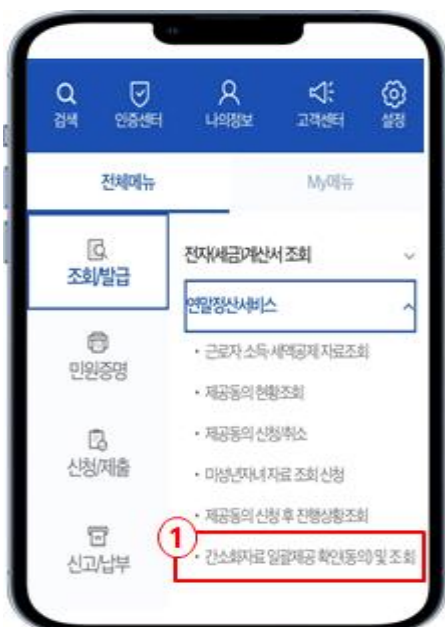 검색
인증센터
나의정보
고객센터
설정
전체메뉴
My메뉴
조회/발급
민원증명
신청/제출
신고/납부
전자(세금)계산서 조회
연말정산서비스
• 근로자 소득·세액공제 자료조회
• 제공동의 현황조회
• 제공동의 신청/취소
• 미성년자녀 자료 조회 신청
• 제공동의 신청 후 진행상황조회
1
• 간소화자료 일괄제공 확인(동의) 및 조회